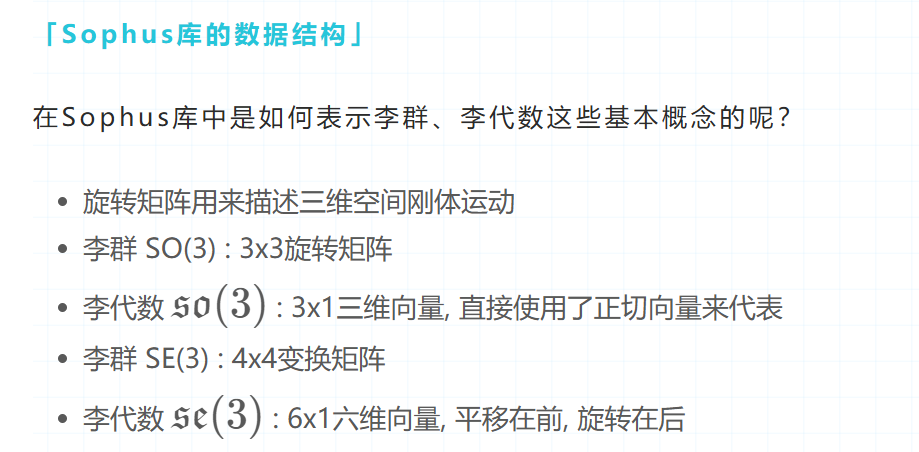 「Sophus库的数据结构」
在Sophus库中是如何表示李群、李代数这些基本概念的呢？
旋转矩阵用来描述三维空间刚体运动
李群 SO(3) : 3x3旋转矩阵
李代数 𝔰𝔬(3) : 3x1三维向量, 直接使用了正切向量来代表
李群 SE(3) : 4x4变换矩阵
李代数 𝔰𝔢(3) : 6x1六维向量, 平移在前, 旋转在后